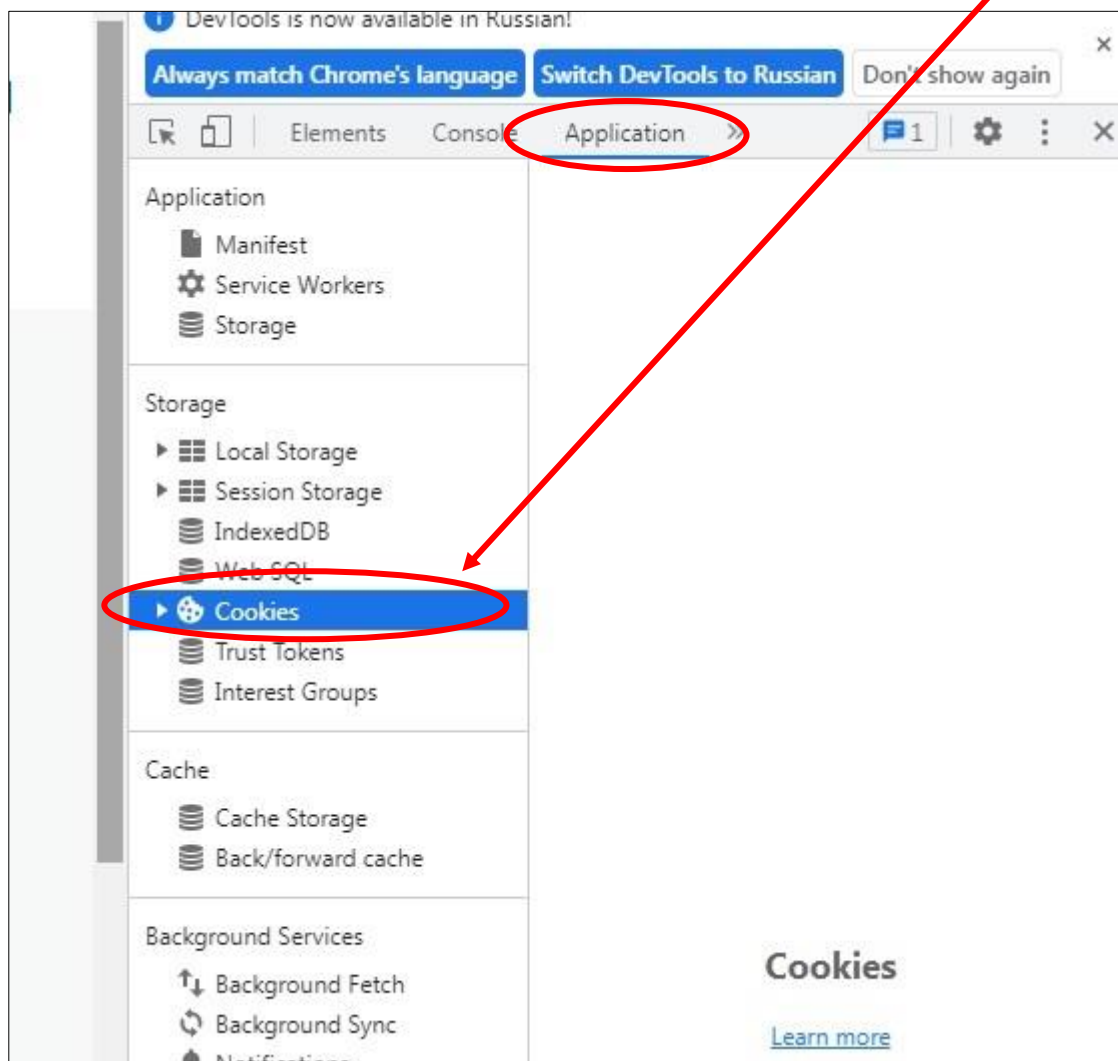 DevTools is now available in Russian!
Always match Chrome's language Switch DevTools to Russian Don't show again
Elements Console Application 1
Application
Manifest
Service Workers
Storage
Storage
Local Storage
Session Storage
IndexedDB
Web SQL
Cookies
Trust Tokens
Interest Groups
Cache
Cache Storage
Back/forward cache
Background Services
Background Fetch
Background Sync
Notifications
Cookies
Learn more